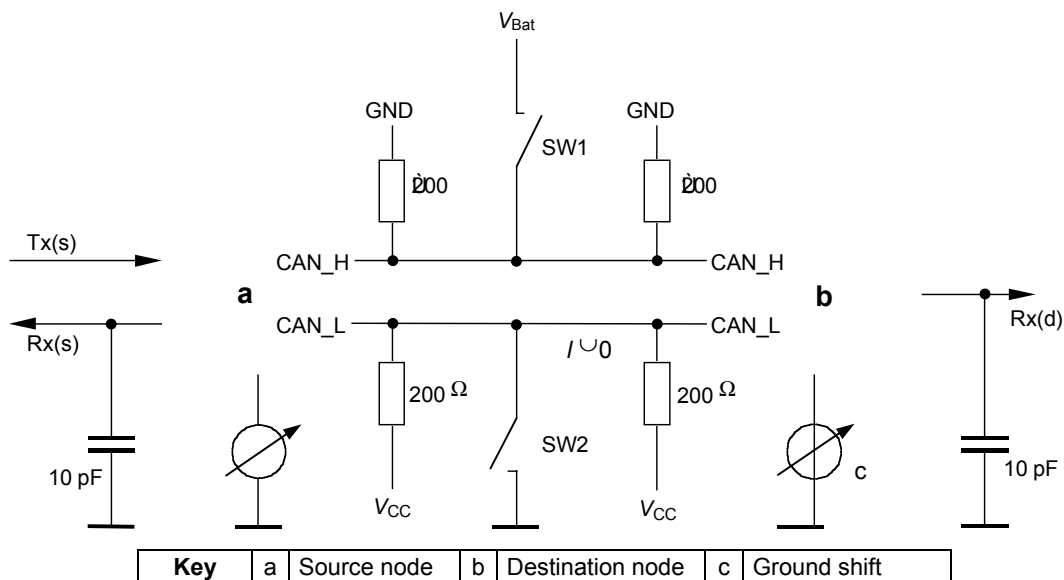 VBat
GND
GND
SW1
200
200
Tx(s)
CAN_H
CAN_H
a
b
CAN_L
CAN_L
Rx(s)
Rx(d)
l ∪0
200 Ω
200 Ω
SW2
10 pF
c
10 pF
VCC
VCC
Key a Source node b Destination node c Ground shift